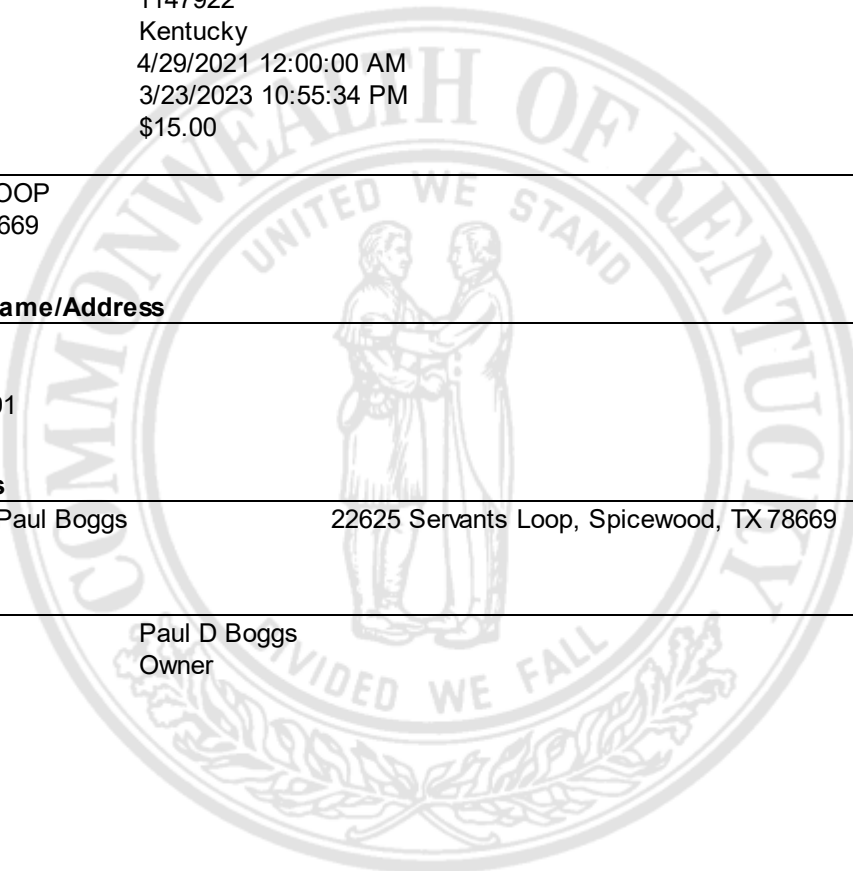 1147922
Kentucky
4/29/2021 12:00:00 AM
3/23/2023 10:55:34 PM
$15.00
OOP
669
ame/Address
01
s
Paul Boggs 22625 Servants Loop, Spicewood, TX 78669
Paul D Boggs
Owner
COMMONWEALTH OF KENTUCKY
UNITED WE STAND
DIVIDED WE FALL